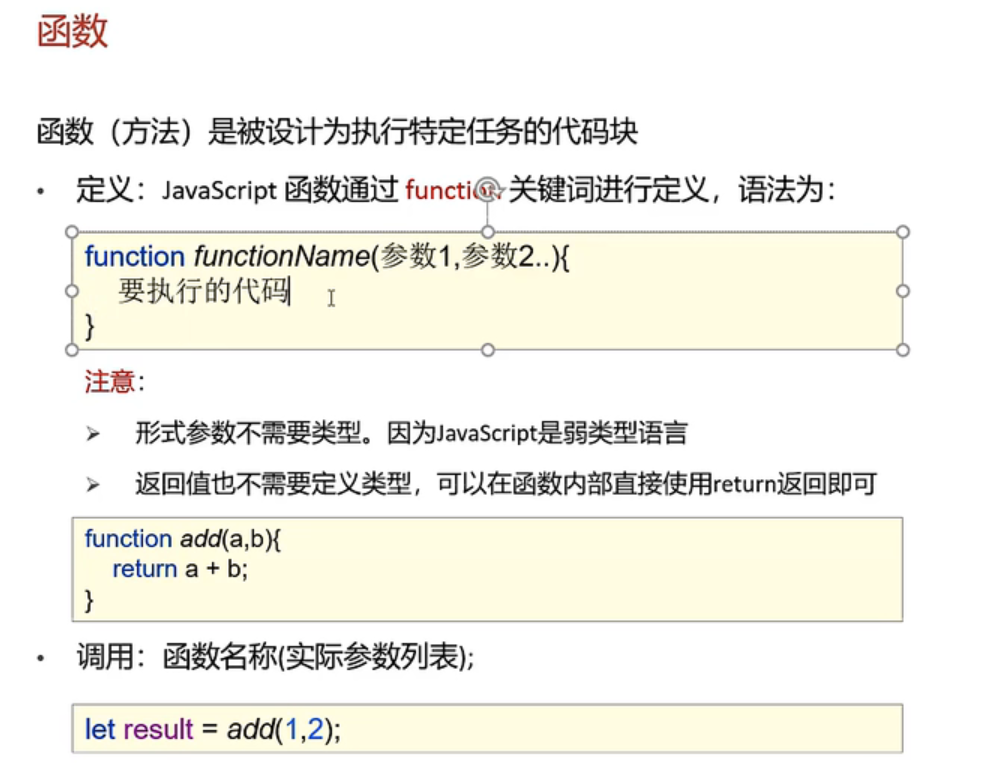 函数
函数（方法）是被设计为执行特定任务的代码块
• 定义：JavaScript 函数通过 function 关键词进行定义，语法为：
function functionName(参数1,参数2..){
要执行的代码
}
注意：
➢ 形式参数不需要类型。因为JavaScript是弱类型语言
➢ 返回值也不需要定义类型，可以在函数内部直接使用return返回即可
function add(a,b){
return a + b;
}
• 调用：函数名称(实际参数列表);
let result = add(1,2);